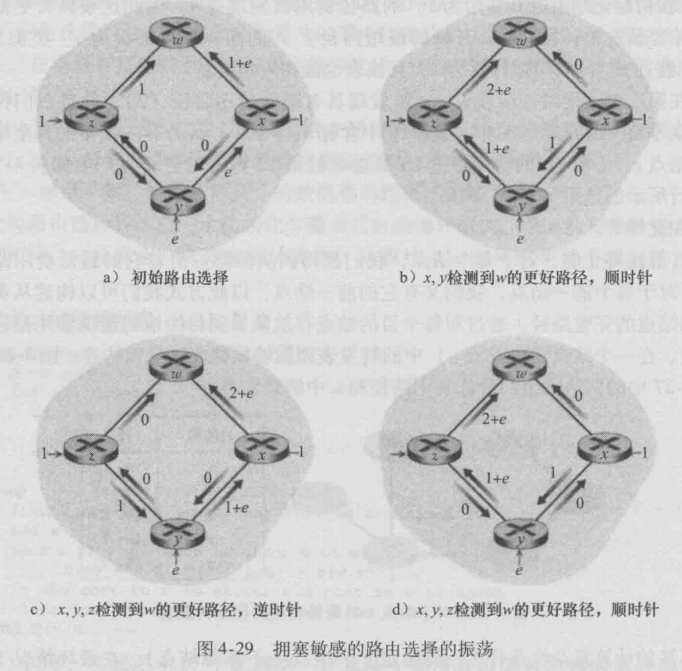 w
1
1+e
1
z
x
1
0
0
0
e
y
e
a) 初始路由选择
w
2+e
0
1
z
x
1
1+e
1
0
0
y
e
b) x, y检测到w的更好路径, 顺时针
w
0
2+e
1
z
x
1
0
0
1
1+e
y
e
c) x, y, z检测到w的更好路径, 逆时针
w
2+e
0
1
z
x
1
1+e
1
0
0
y
e
d) x, y, z检测到w的更好路径, 顺时针
图 4-29 拥塞敏感的路由选择的振荡